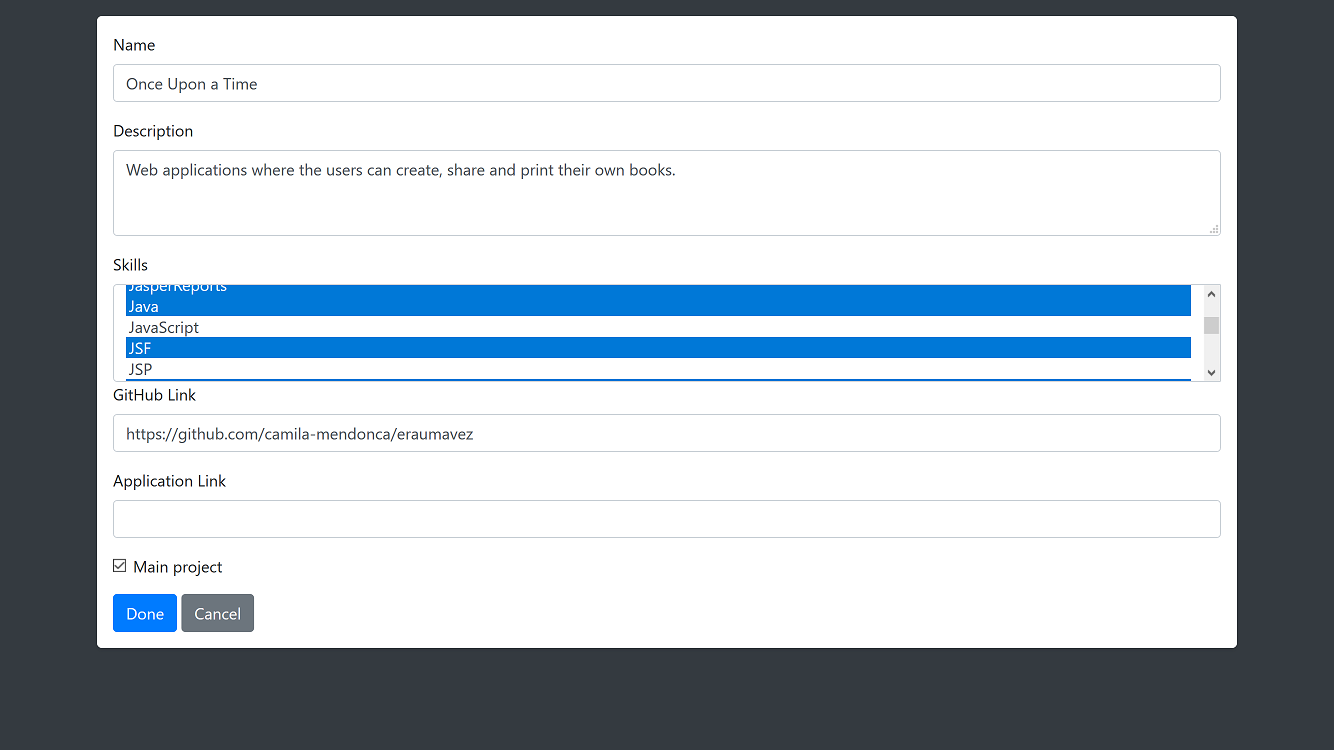 Name
Once Upon a Time
Description
Web applications where the users can create, share and print their own books.
Skills
JasperReports
Java
JavaScript
JSF
JSP
GitHub Link
https://github.com/camila-mendonca/eraumavez
Application Link
Main project
Done Cancel